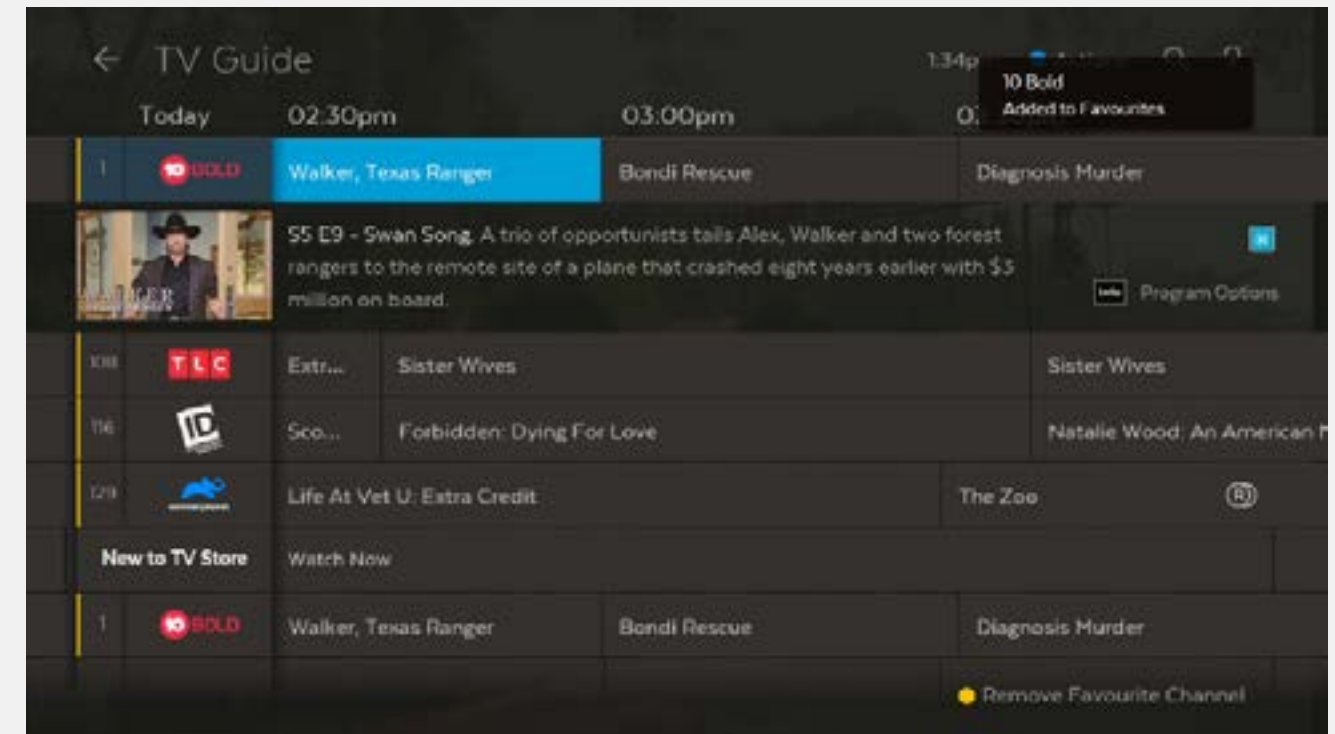 TV Guide
10 Bold
Added to Favourites
Today 02:30pm 03:00pm
1 10 BOLD Walker, Texas Ranger Bondi Rescue Diagnosis Murder
S5 E9 - Swan Song. A trio of opportunists tails Alex, Walker and two forest
rangers to the remote site of a plane that crashed eight years earlier with $3
million on board.
WALKER
Program Options
108 TLC Extr... Sister Wives Sister Wives
116 ID Sco... Forbidden: Dying For Love Natalie Wood: An American
129 Life At Vet U: Extra Credit The Zoo R
New to TV Store Watch Now
1 10 BOLD Walker, Texas Ranger Bondi Rescue Diagnosis Murder
Remove Favourite Channel